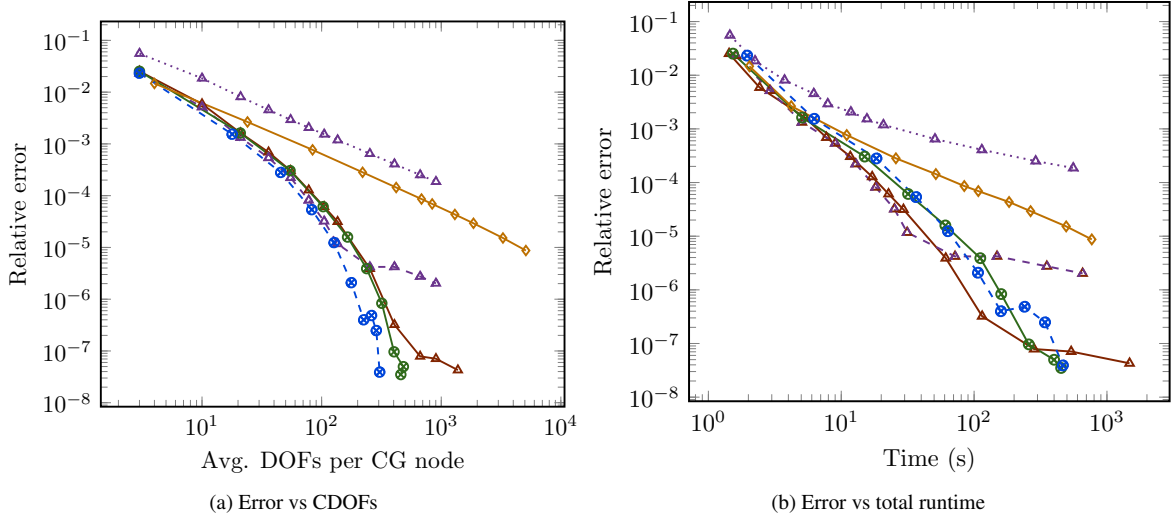 10⁻¹
10⁻²
10⁻³
10⁻⁴
10⁻⁵
10⁻⁶
10⁻⁷
10⁻⁸
Relative error
10¹ 10² 10³ 10⁴
Avg. DOFs per CG node
(a) Error vs CDOFs
10⁻¹
10⁻²
10⁻³
10⁻⁴
10⁻⁵
10⁻⁶
10⁻⁷
10⁻⁸
Relative error
10⁰ 10¹ 10² 10³
Time (s)
(b) Error vs total runtime